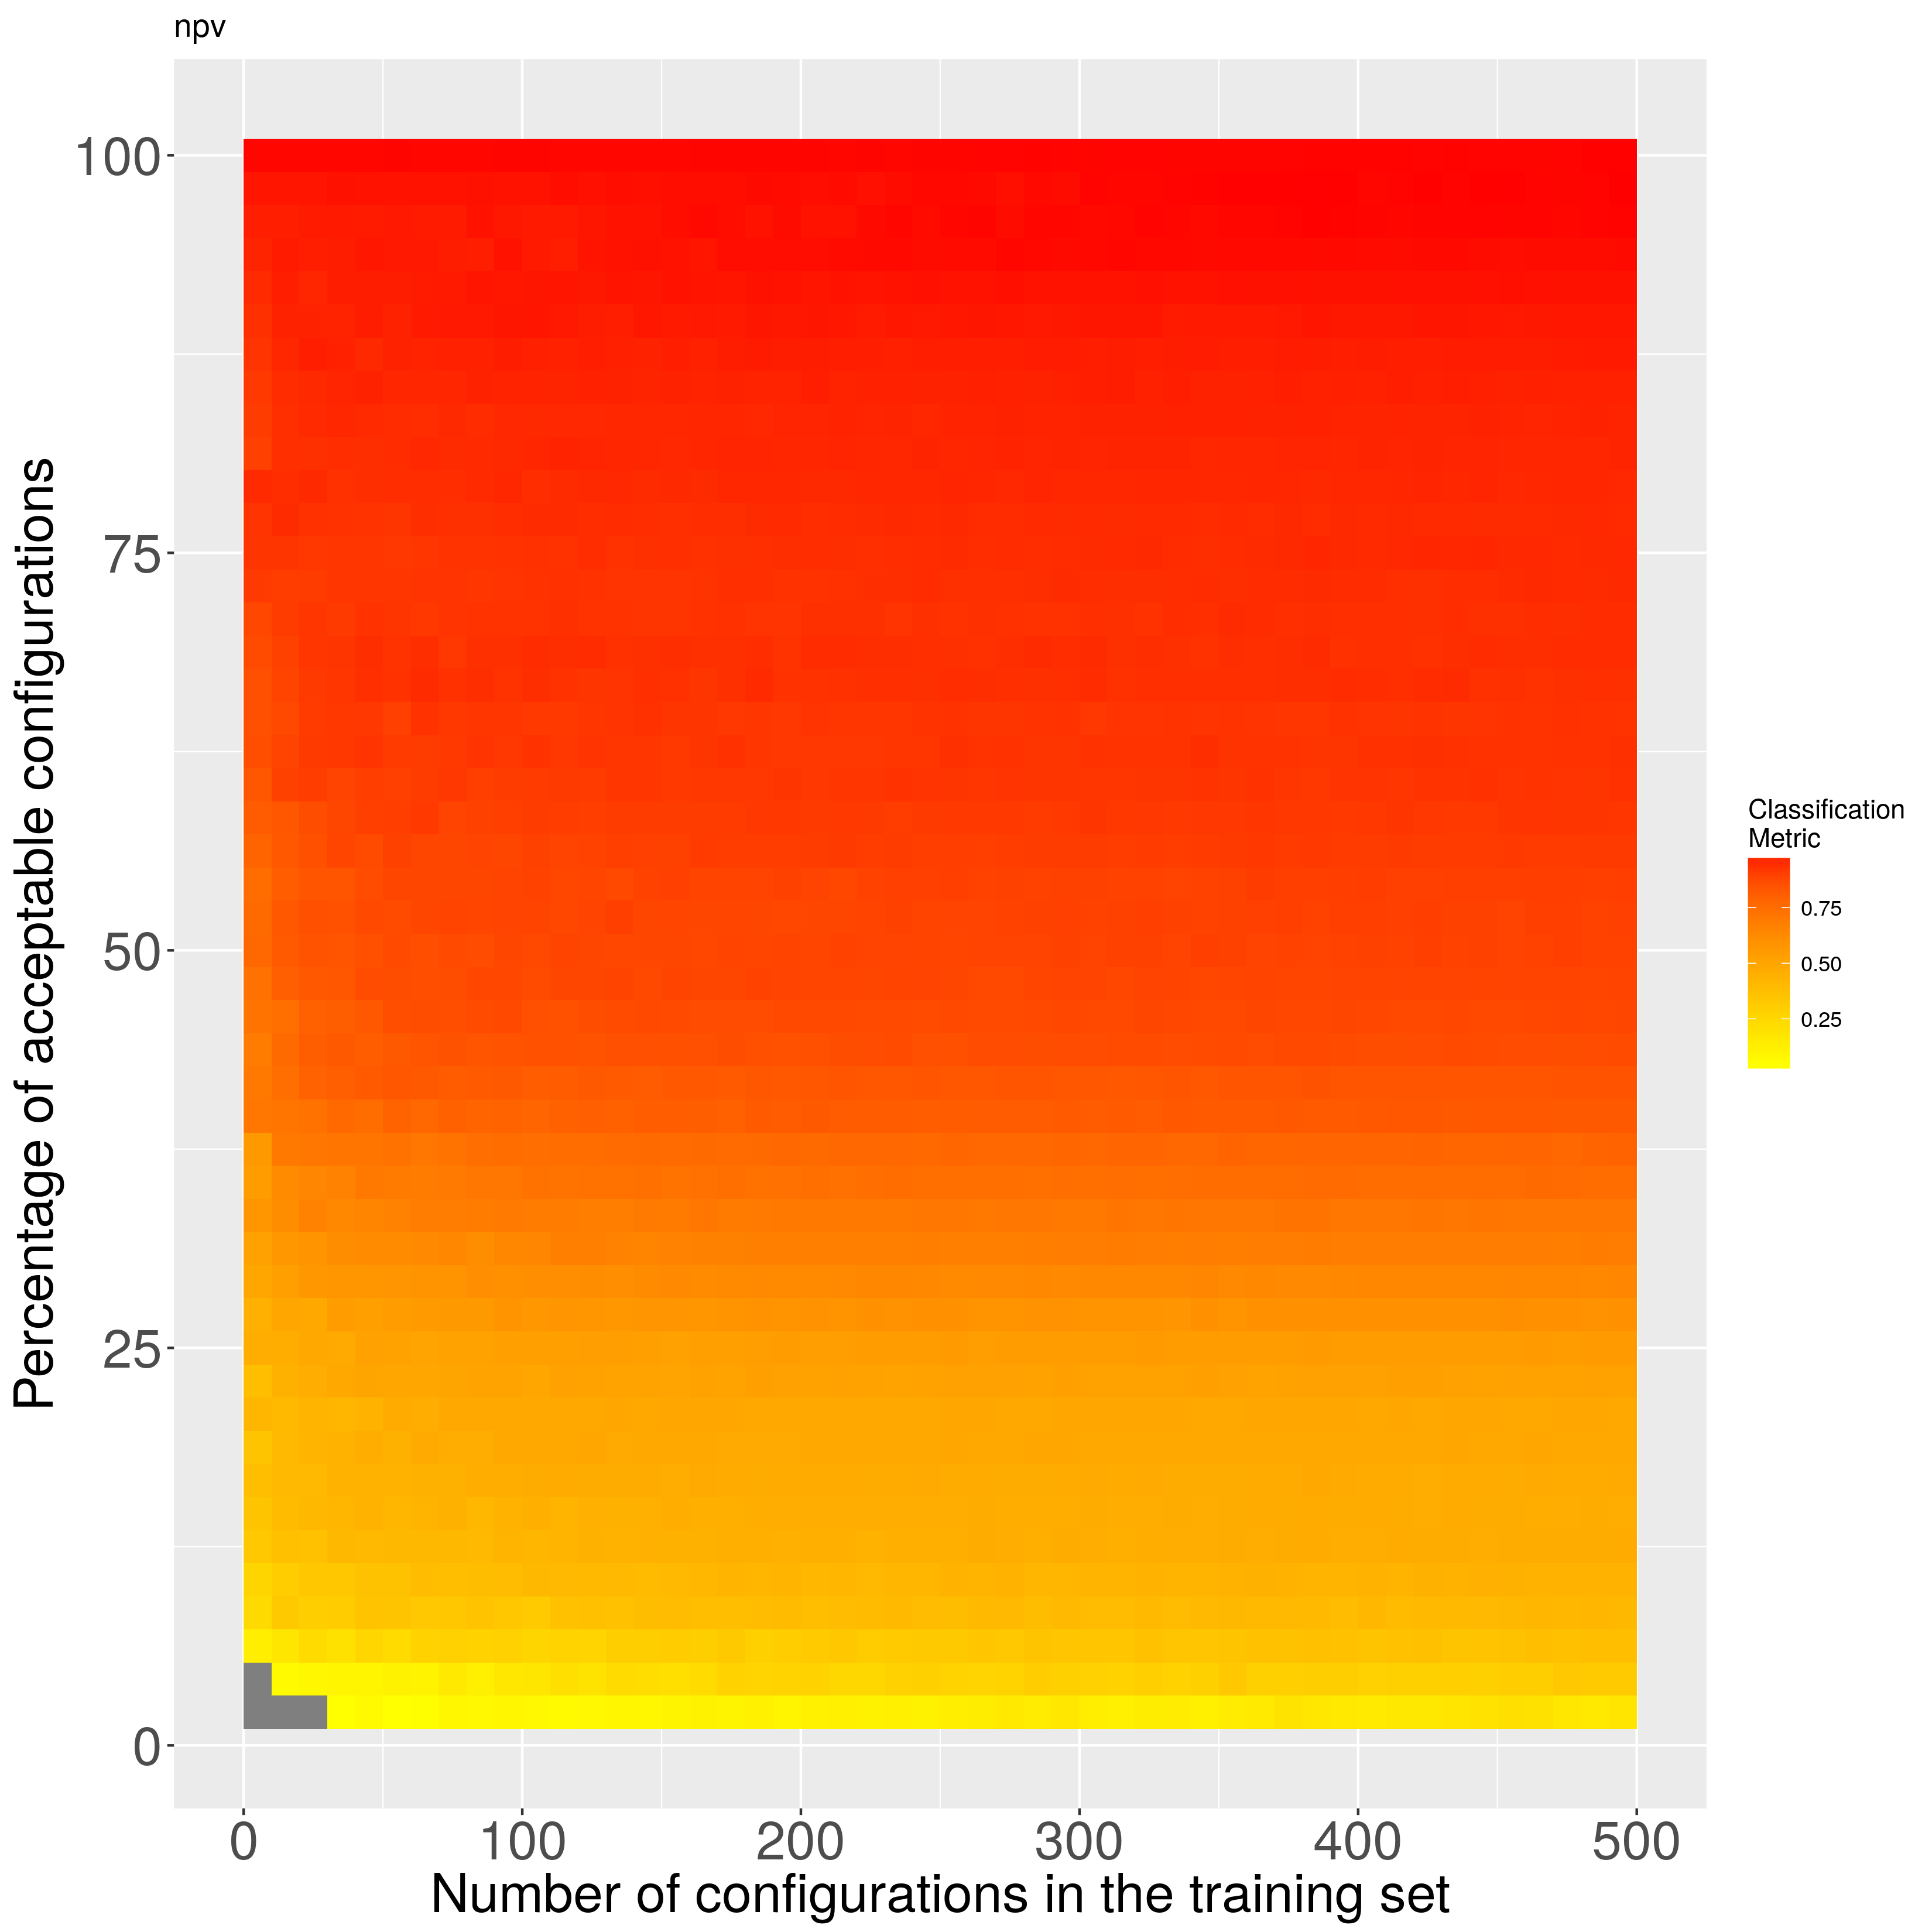 npv
Percentage of acceptable configurations
100
75
50
25
0
0 100 200 300 400 500
Number of configurations in the training set
Classification
Metric
0.75
0.50
0.25